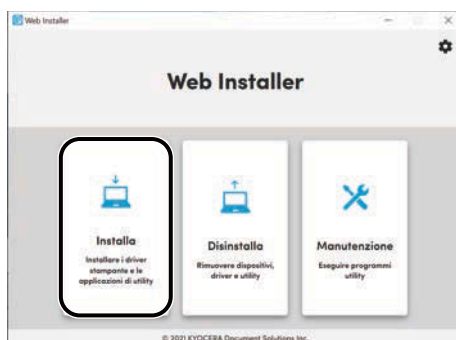 Web Installer
Web Installer
Installa
Installare i driver
stampante e le
applicazioni di utility
Disinstalla
Rimuovere dispositivi,
driver e utility
Manutenzione
Eseguire programmi
utility
© 2021 KYOCERA Document Solutions Inc.